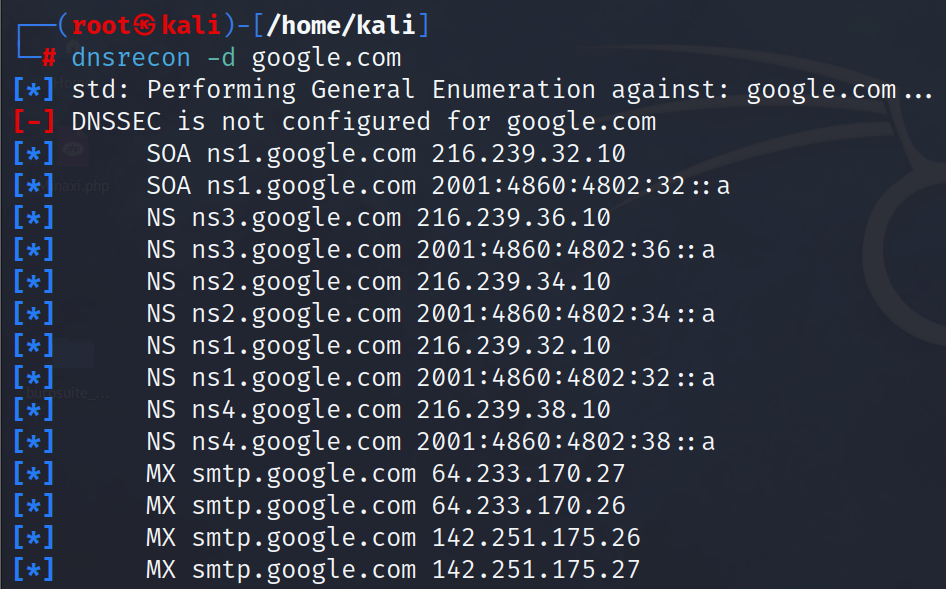 ┌──(root㉿kali)-[/home/kali]
└─# dnsrecon -d google.com
[*] std: Performing General Enumeration against: google.com...
[-] DNSSEC is not configured for google.com
[*] SOA ns1.google.com 216.239.32.10
[*] SOA ns1.google.com 2001:4860:4802:32::a
[*] NS ns3.google.com 216.239.36.10
[*] NS ns3.google.com 2001:4860:4802:36::a
[*] NS ns2.google.com 216.239.34.10
[*] NS ns2.google.com 2001:4860:4802:34::a
[*] NS ns1.google.com 216.239.32.10
[*] NS ns1.google.com 2001:4860:4802:32::a
[*] NS ns4.google.com 216.239.38.10
[*] NS ns4.google.com 2001:4860:4802:38::a
[*] MX smtp.google.com 64.233.170.27
[*] MX smtp.google.com 64.233.170.26
[*] MX smtp.google.com 142.251.175.26
[*] MX smtp.google.com 142.251.175.27